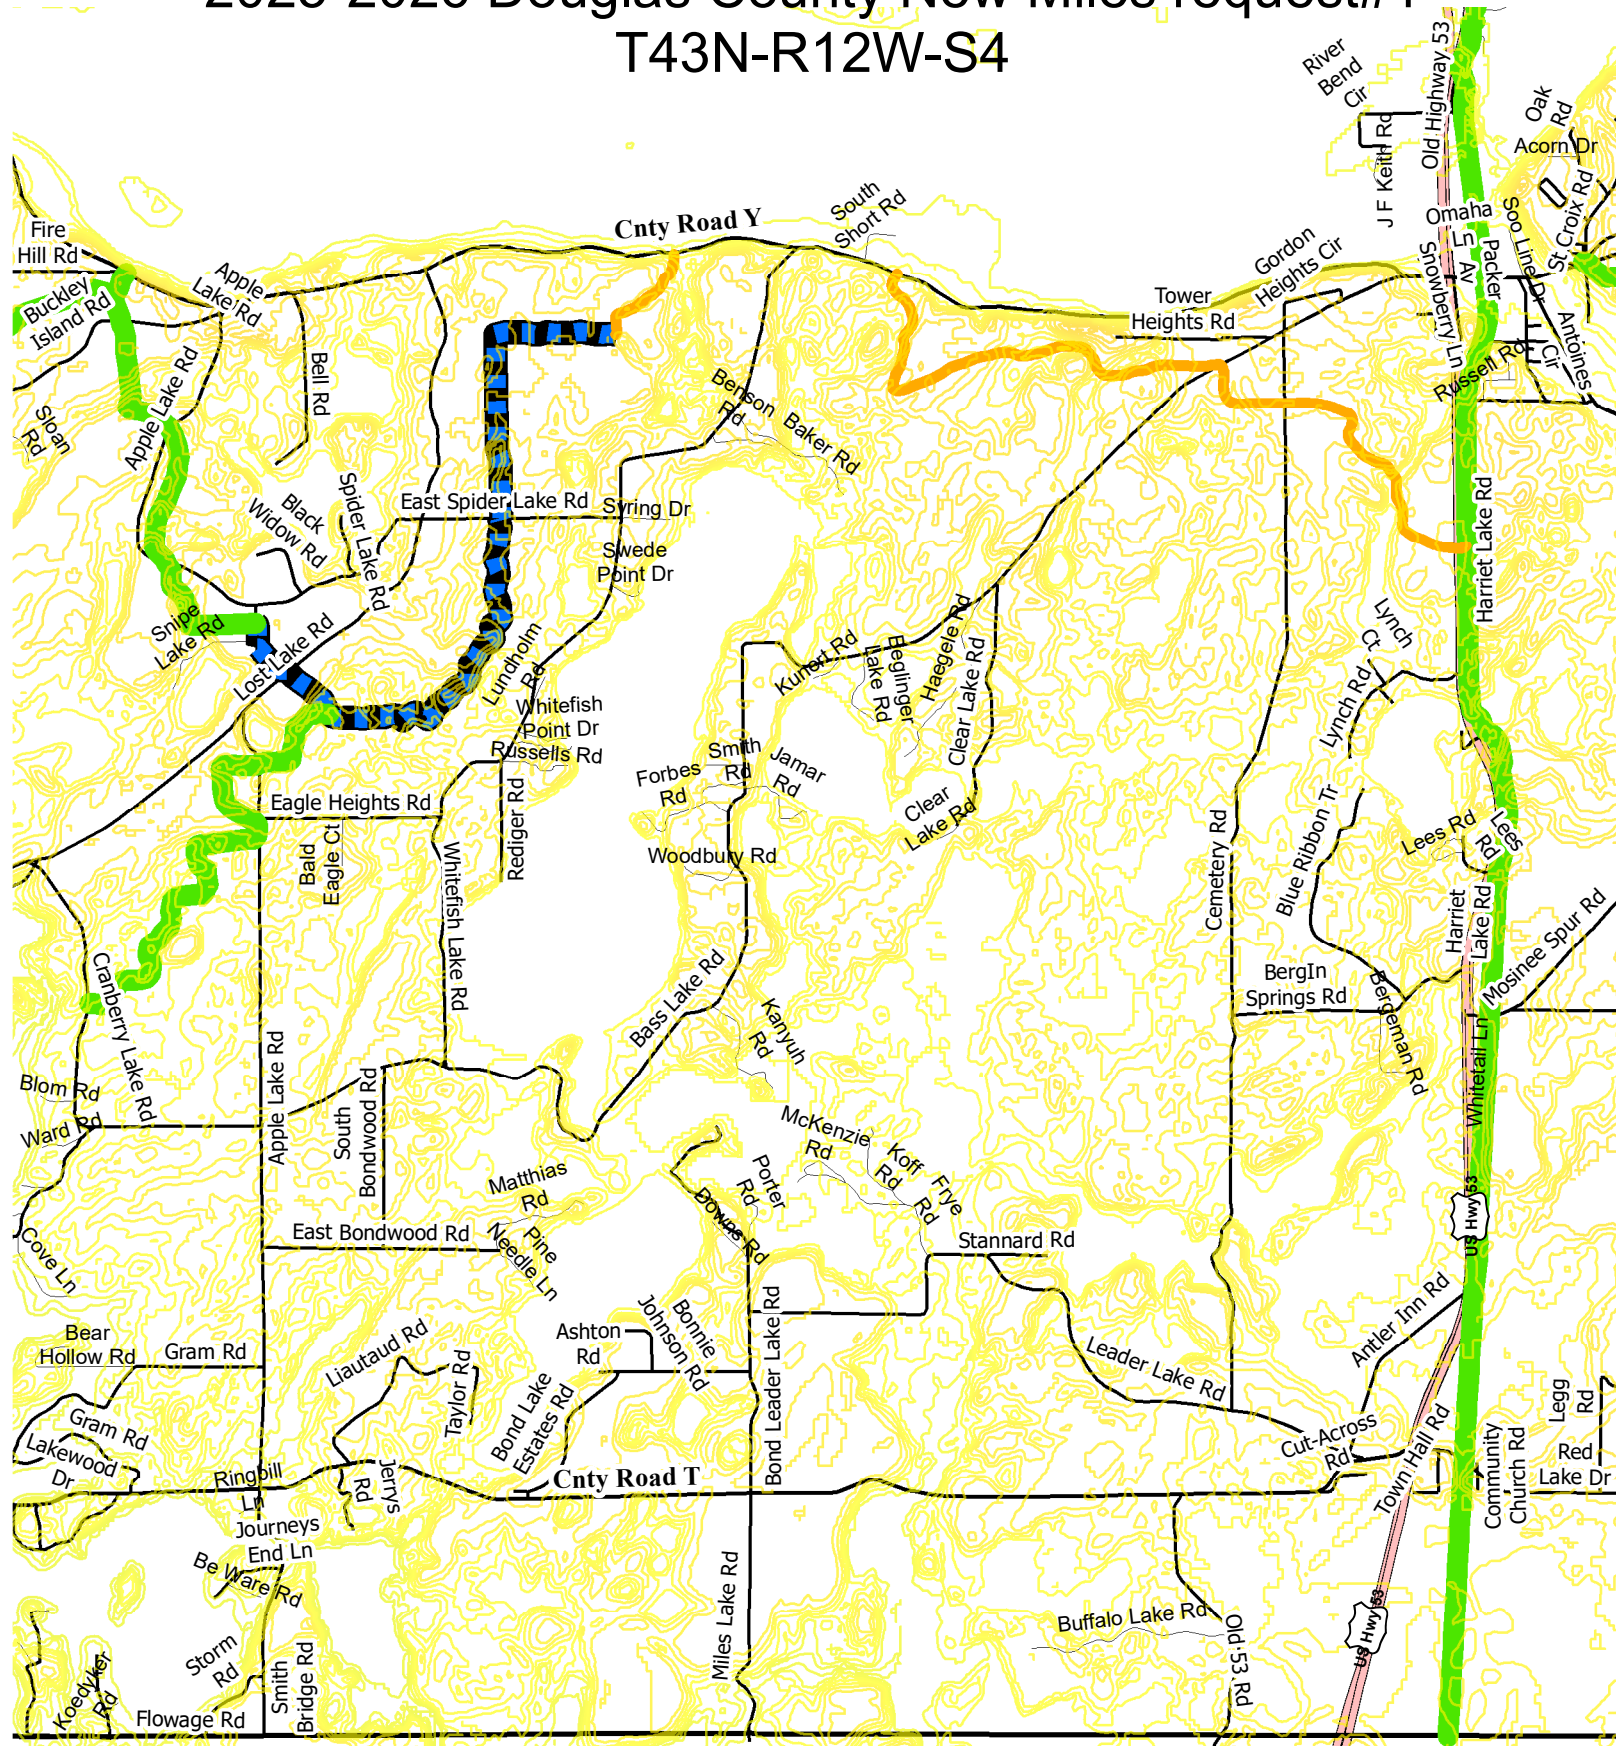 T43N-R12W-S4
River
Bend
Cir
Old Highway 53
Oak
Rd
Acorn Dr
J F Keith Rd
South
Short Rd
Cnty Road Y
Fire
Hill Rd
Omaha
Ln
Av
Packer
Soo Line Dr
St Croix Rd
Gordon
Heights Cir
Snowberry Ln
Apple
Lake Rd
Buckley
Island Rd
Tower
Heights Rd
Antoines
Cir
Russell Rd
Bell Rd
Apple Lake Rd
Sloan
Rd
Benson
Rd
Baker Rd
East Spider Lake Rd
Syring Dr
Black
Widow Rd
Spider Lake Rd
Harriet Lake Rd
Swede
Point Dr
Snipe
Lake Rd
Lost Lake Rd
Lundholm
Rd
Kunert Rd
Eeglinger
Lake Rd
Haegele Rd
Clear Lake Rd
Lynch
Ct
Lynch Rd
Whitefish
Point Dr
Russells Rd
Forbes
Rd
Smith
Rd
Jamar
Rd
Eagle Heights Rd
Rediger Rd
Clear
Lake Rd
Blue Ribbon Tr
Lees Rd
Lees
Rd
Bald
Eagle Ct
Whitefish Lake Rd
Woodbury Rd
Cemetery Rd
Harriet
Lake Rd
Mosinee Spur Rd
Cranberry Lake Rd
Bass Lake Rd
BergIn
Springs Rd
Bergeman Rd
Kanyuh
Rd
Whitetail Ln
Blom Rd
Ward Rd
Apple Lake Rd
South
Bondwood Rd
McKenzie
Rd
Koff
Rd
Frye
Rd
Matthias
Rd
Porter
Rd
Downs Rd
US Hwy 53
Cove Ln
East Bondwood Rd
Pine
Needle Ln
Stannard Rd
Bear
Hollow Rd
Gram Rd
Liautaud Rd
Ashton
Rd
Bonnie
Johnson Rd
Bond Leader Lake Rd
Antler Inn Rd
Leader Lake Rd
Taylor Rd
Bond Lake
Estates Rd
Gram Rd
Lakewood
Dr
Legg
Rd
Cut-Across
Rd
Town Hall Rd
Community
Church Rd
Red
Lake Dr
Ringbill
Ln
Jerrys
Rd
Cnty Road T
Journeys
End Ln
Be Ware Rd
Miles Lake Rd
Buffalo Lake Rd
Old 53 Rd
US Hwy 53
Storm
Rd
Koedyker
Rd
Smith
Bridge Rd
Flowage Rd